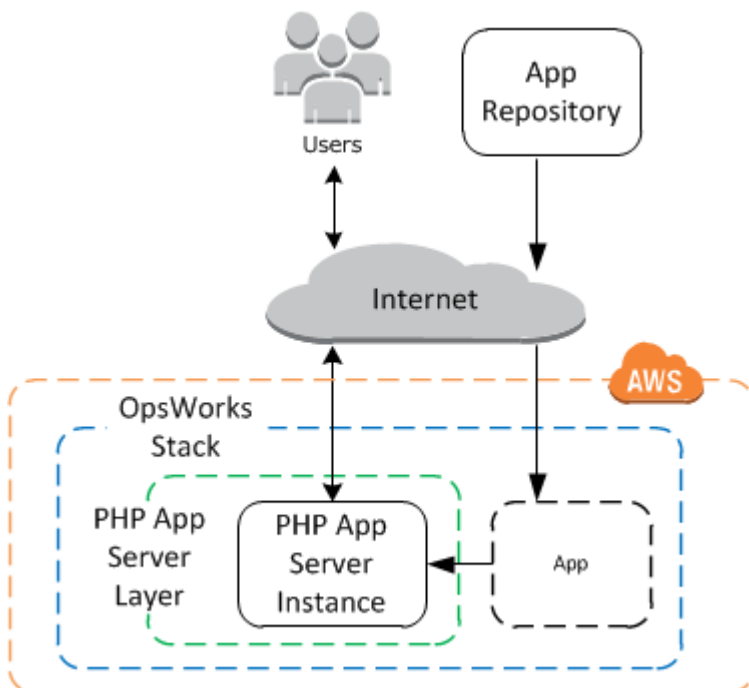 Users
App
Repository
Internet
AWS
OpsWorks
Stack
PHP App
Server
Layer
PHP App
Server
Instance
App